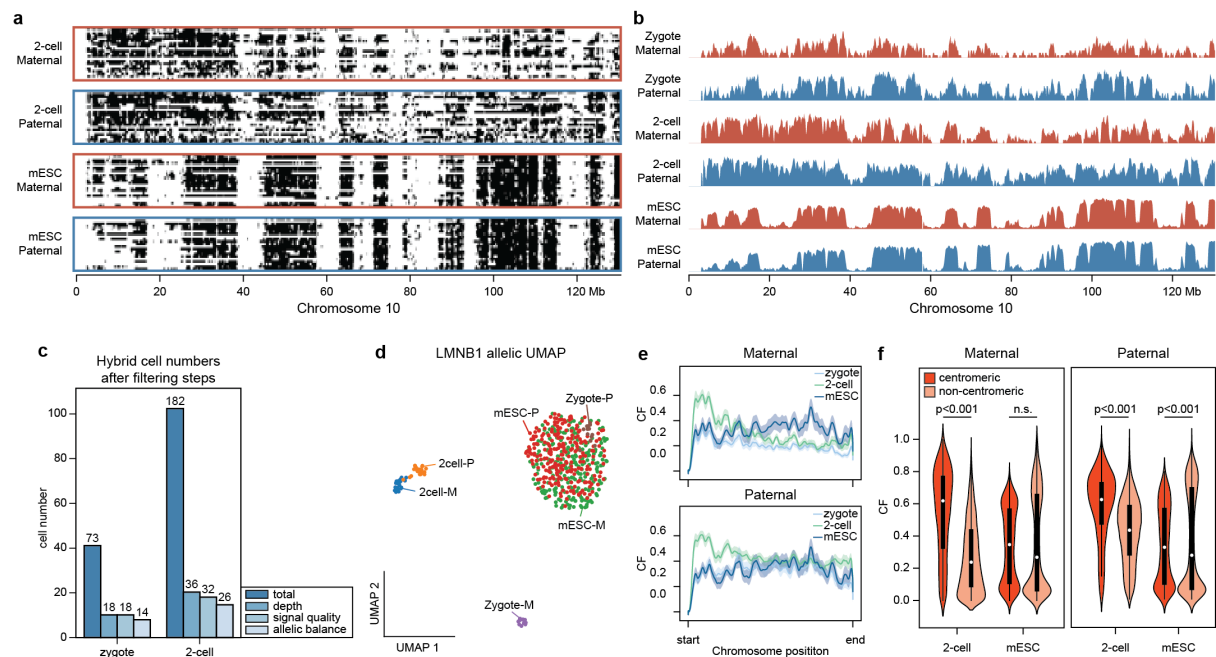 a
2-cell
Maternal
2-cell
Paternal
mESC
Maternal
mESC
Paternal
0 20 40 60 80 100 120 Mb
Chromosome 10
b
Zygote
Maternal
Zygote
Paternal
2-cell
Maternal
2-cell
Paternal
mESC
Maternal
mESC
Paternal
0 20 40 60 80 100 120 Mb
Chromosome 10
c
Hybrid cell numbers
after filtering steps
cell number
100
80
60
40
20
0
73
18
18
14
182
36
32
26
total
depth
signal quality
allelic balance
zygote 2-cell
d
LMNB1 allelic UMAP
Zygote-P
mESC-P
2cell-P
2cell-M
mESC-M
Zygote-M
UMAP 2
UMAP 1
e
Maternal
zygote
2-cell
mESC
CF
0.6
0.4
0.2
0.0
Paternal
zygote
2-cell
mESC
CF
0.6
0.4
0.2
0.0
start end
Chromosome posititon
f
Maternal Paternal
centromeric
non-centromeric
p<0.001 n.s. p<0.001 p<0.001
CF
1.0
0.8
0.6
0.4
0.2
0.0
2-cell mESC 2-cell mESC